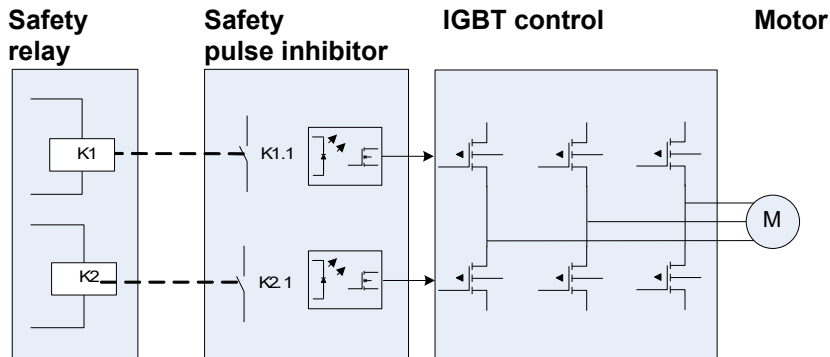 Safety
relay
Safety
pulse inhibitor
IGBT control
Motor
K1
K1.1
M
K2
K2.1